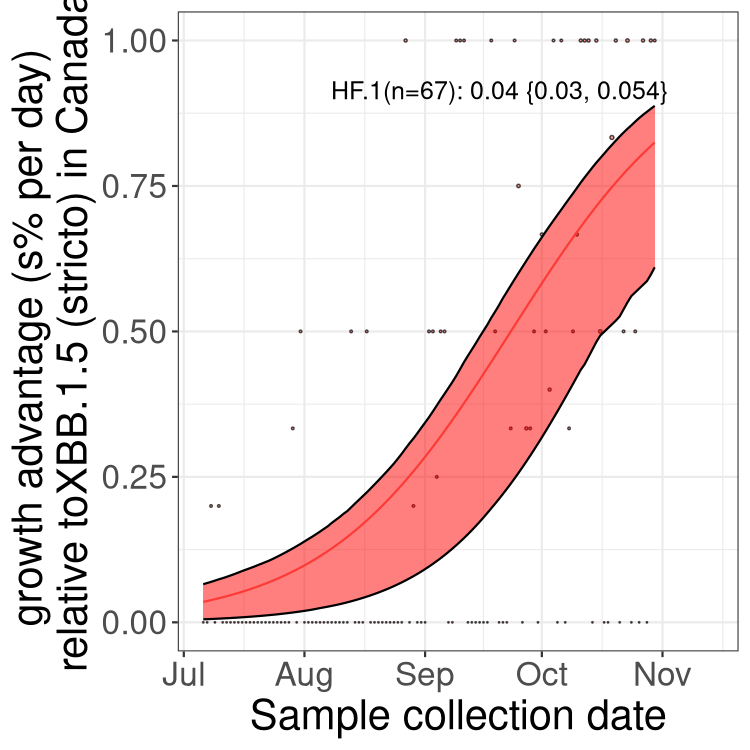 growth advantage (s% per day)
relative toXBB.1.5 (stricto) in Canada
1.00
0.75
0.50
0.25
0.00
HF.1(n=67): 0.04 {0.03, 0.054}
Jul Aug Sep Oct Nov
Sample collection date